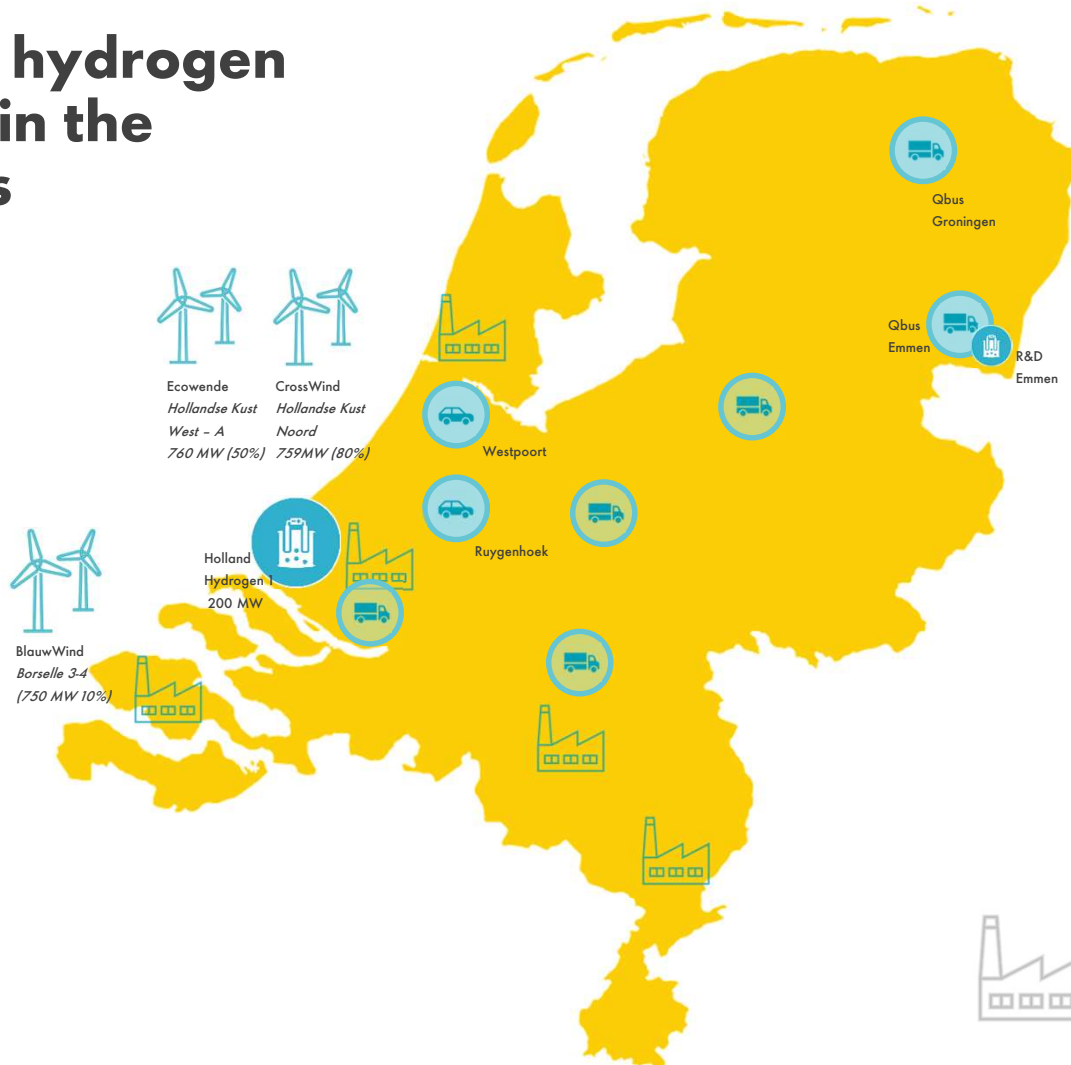 hydrogen
in the
s
Qbus
Groningen
Qbus
Emmen
R&D
Emmen
Ecowende
Hollandse Kust
West – A
760 MW (50%)
CrossWind
Hollandse Kust
Noord
759MW (80%)
Westpoort
Ruygenhoek
Holland
Hydrogen 1
200 MW
BlauwWind
Borselle 3-4
(750 MW 10%)